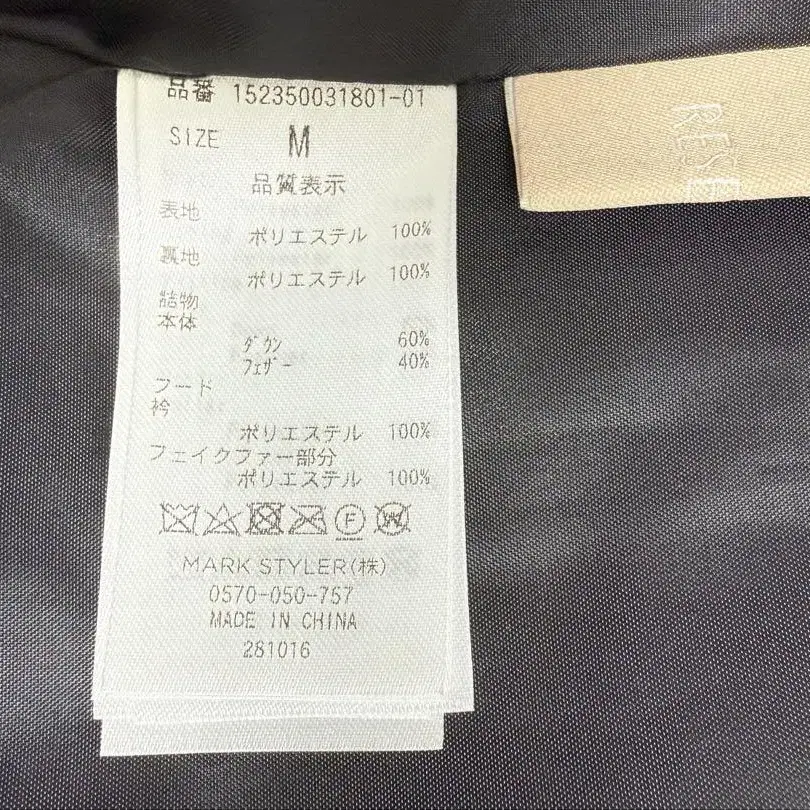 品番 152350031801-01
SIZE M
品質表示
表地
ポリエステル 100%
裏地
ポリエステル 100%
詰物
本体
ダウン 60%
フェザー 40%
フード
衿
ポリエステル 100%
フェイクファー部分
ポリエステル 100%
F W
MARK STYLER(株)
0570-050-757
MADE IN CHINA
281016